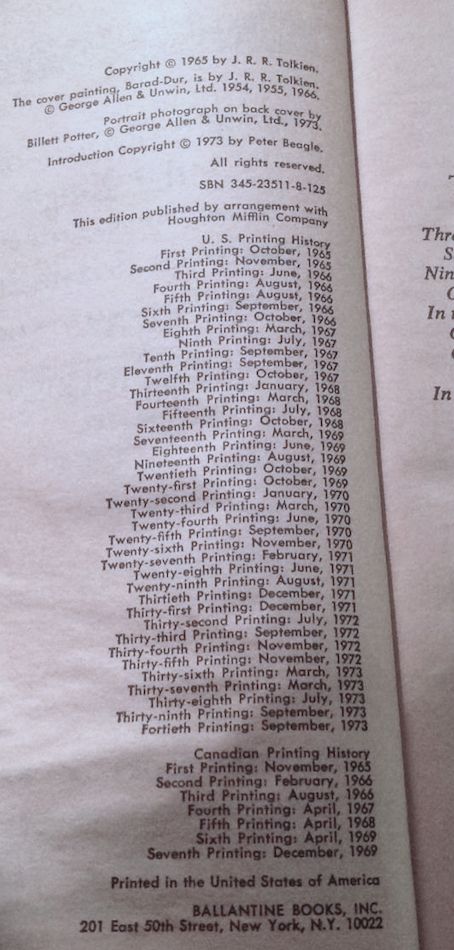 Copyright © 1965 by J. R. R. Tolkien.
The cover painting, Barad-Dur, is by J. R. R. Tolkien.
© George Allen & Unwin, Ltd. 1954, 1955, 1966.
Portrait photograph on back cover by
Billett Potter, © George Allen & Unwin, Ltd., 1973.
Introduction Copyright © 1973 by Peter Beagle.
All rights reserved.
SBN 345-23511-8-125
This edition published by arrangement with
Houghton Mifflin Company
U. S. Printing History
First Printing: October, 1965
Second Printing: November, 1965
Third Printing: June, 1966
Fourth Printing: August, 1966
Fifth Printing: August, 1966
Sixth Printing: September, 1966
Seventh Printing: October, 1966
Eighth Printing: March, 1967
Ninth Printing: July, 1967
Tenth Printing: September, 1967
Eleventh Printing: September, 1967
Twelfth Printing: October, 1967
Thirteenth Printing: January, 1968
Fourteenth Printing: March, 1968
Fifteenth Printing: July, 1968
Sixteenth Printing: October, 1968
Seventeenth Printing: March, 1969
Eighteenth Printing: June, 1969
Nineteenth Printing: August, 1969
Twentieth Printing: October, 1969
Twenty-first Printing: October, 1969
Twenty-second Printing: January, 1970
Twenty-third Printing: March, 1970
Twenty-fourth Printing: June, 1970
Twenty-fifth Printing: September, 1970
Twenty-sixth Printing: November, 1970
Twenty-seventh Printing: February, 1971
Twenty-eighth Printing: June, 1971
Twenty-ninth Printing: August, 1971
Thirtieth Printing: December, 1971
Thirty-first Printing: December, 1971
Thirty-second Printing: July, 1972
Thirty-third Printing: September, 1972
Thirty-fourth Printing: November, 1972
Thirty-fifth Printing: November, 1972
Thirty-sixth Printing: March, 1973
Thirty-seventh Printing: March, 1973
Thirty-eighth Printing: July, 1973
Thirty-ninth Printing: September, 1973
Fortieth Printing: September, 1973
Canadian Printing History
First Printing: November, 1965
Second Printing: February, 1966
Third Printing: August, 1966
Fourth Printing: April, 1967
Fifth Printing: April, 1968
Sixth Printing: April, 1969
Seventh Printing: December, 1969
Printed in the United States of America
BALLANTINE BOOKS, INC.
201 East 50th Street, New York, N.Y. 10022
In